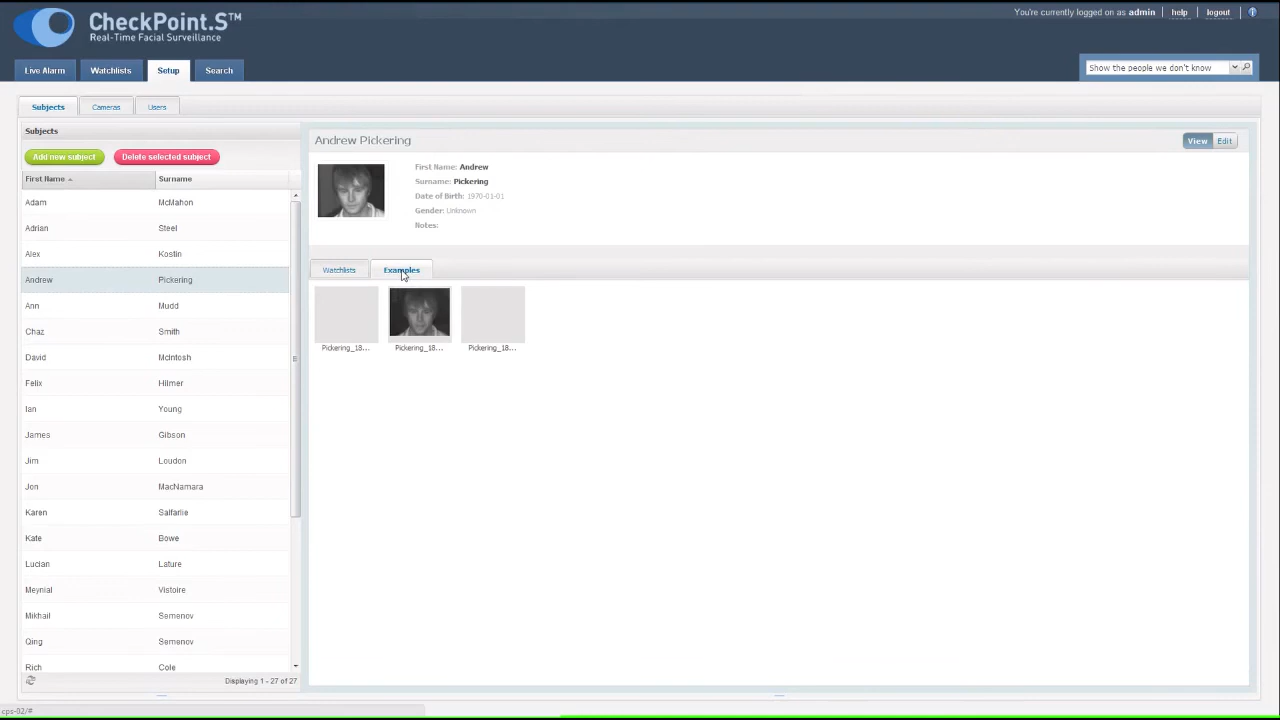 CheckPoint.S™
Real-Time Facial Surveillance
You're currently logged on as admin help logout
Live Alarm Watchlists Setup Search
Show the people we don't know
Subjects Cameras Users
Subjects
Add new subject Delete selected subject
First Name Surname
Adam McMahon
Adrian Steel
Alex Kostin
Andrew Pickering
Ann Mudd
Chaz Smith
David McIntosh
Felix Hilmer
Ian Young
James Gibson
Jim Loudon
Jon MacNamara
Karen Salfarlie
Kate Bowe
Lucian Lature
Meynial Vistoire
Mikhail Semenov
Qing Semenov
Rich Cole
Displaying 1 - 27 of 27
Andrew Pickering
View Edit
First Name: Andrew
Surname: Pickering
Date of Birth: 1970-01-01
Gender: Unknown
Notes:
Watchlists Examples
Pickering_18... Pickering_18... Pickering_18...
cps-02/#